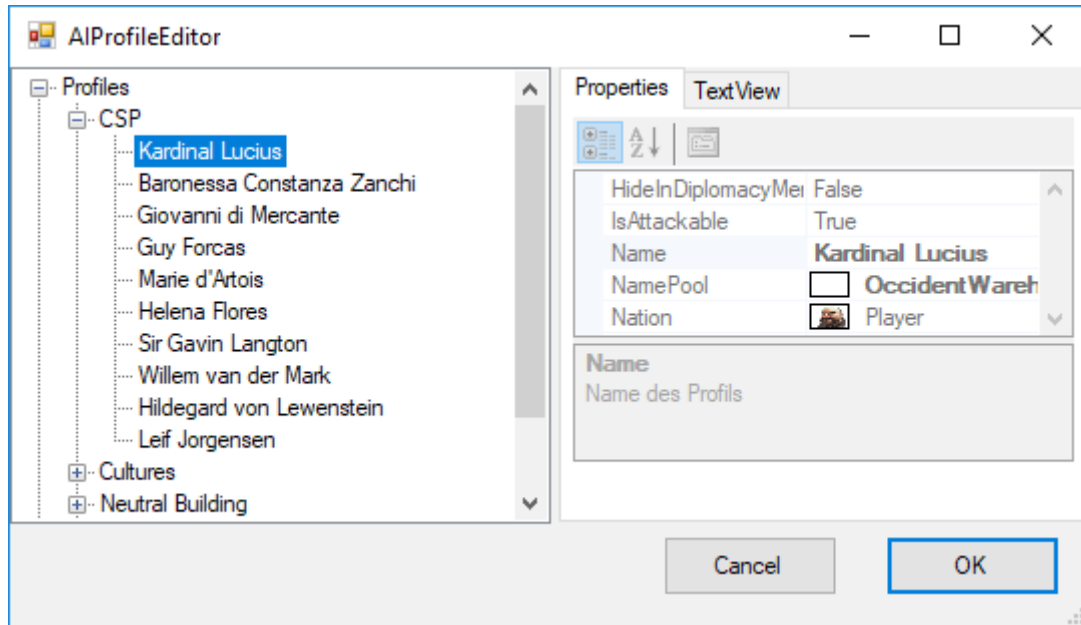 AIProfileEditor
Profiles
CSP
Kardinal Lucius
Baronessa Constanza Zanchi
Giovanni di Mercante
Guy Forcas
Marie d'Artois
Helena Flores
Sir Gavin Langton
Willem van der Mark
Hildegard von Lewenstein
Leif Jorgensen
Cultures
Neutral Building
Properties TextView
HideInDiplomacyMer False
IsAttackable True
Name Kardinal Lucius
NamePool OccidentWareh
Nation Player
Name
Name des Profils
Cancel OK